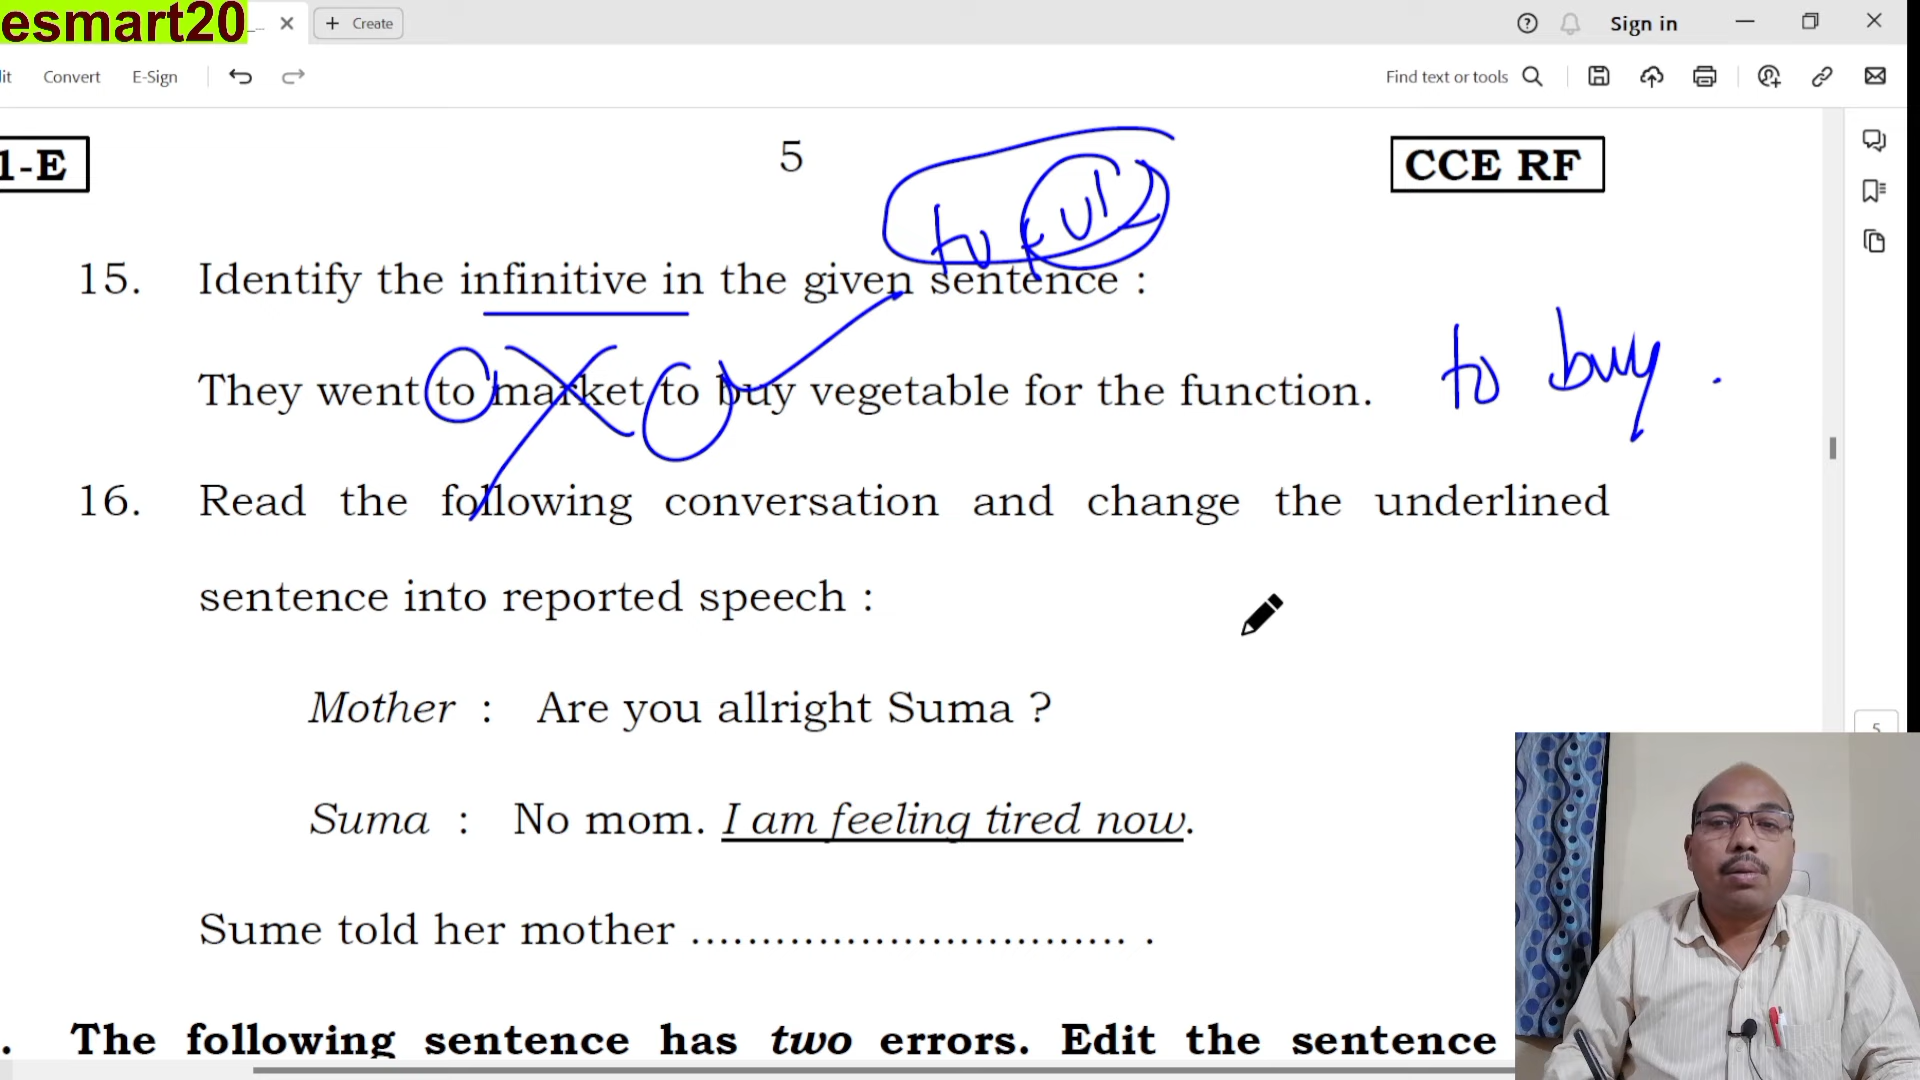 esmart20
Create
Sign in
it Convert E-Sign
Find text or tools
1-E 5 CCE RF
to
15. Identify the infinitive in the given sentence :
They went to market to buy vegetable for the function.
to buy.
16. Read the following conversation and change the underlined
sentence into reported speech :
Mother : Are you allright Suma ?
5
Suma : No mom. I am feeling tired now.
Sume told her mother .............................. .
. The following sentence has two errors. Edit the sentence